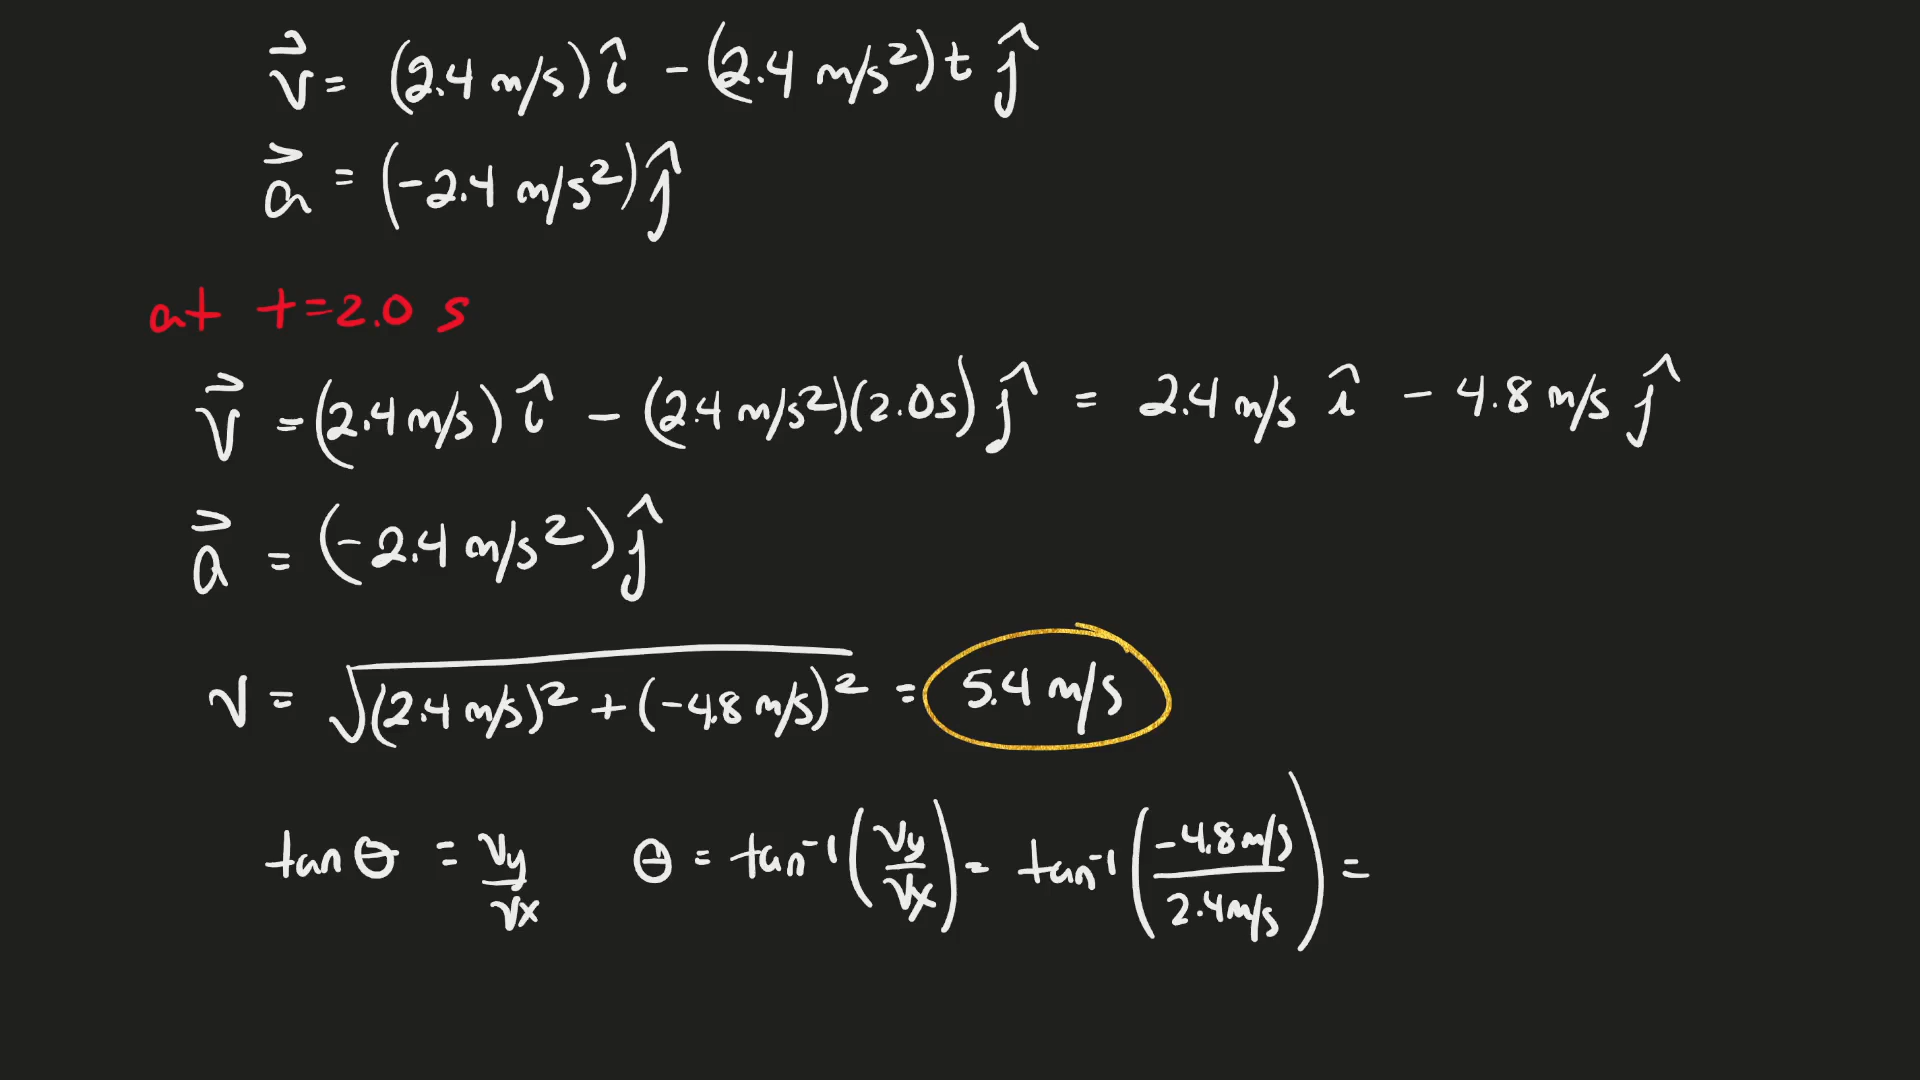 v⃗ = (2.4 m/s) î - (2.4 m/s²) t ĵ
a⃗ = (-2.4 m/s²) ĵ
at t=2.0 s
v⃗ = (2.4 m/s) î - (2.4 m/s²)(2.0s) ĵ = 2.4 m/s î - 4.8 m/s ĵ
a⃗ = (-2.4 m/s²) ĵ
v = √((2.4 m/s)² + (-4.8 m/s)²) = 5.4 m/s
tan θ = vy/vx θ = tan⁻¹(vy/vx) = tan⁻¹(-4.8 m/s / 2.4 m/s) =